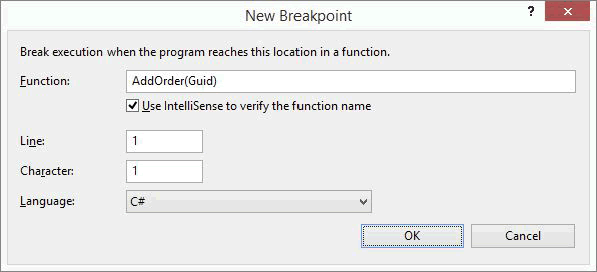 New Breakpoint
? ×
Break execution when the program reaches this location in a function.
Function: AddOrder(Guid)
Use IntelliSense to verify the function name
Line: 1
Character: 1
Language: C#
OK Cancel